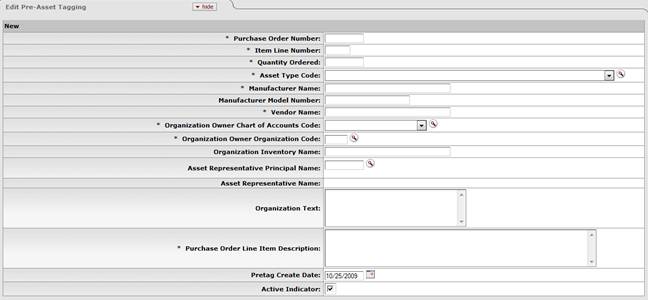 Edit Pre-Asset Tagging hide
New
* Purchase Order Number:
* Item Line Number:
* Quantity Ordered:
* Asset Type Code:
* Manufacturer Name:
Manufacturer Model Number:
* Vendor Name:
* Organization Owner Chart of Accounts Code:
* Organization Owner Organization Code:
Organization Inventory Name:
Asset Representative Principal Name:
Asset Representative Name:
Organization Text:
* Purchase Order Line Item Description:
Pretag Create Date: 10/25/2009
Active Indicator: